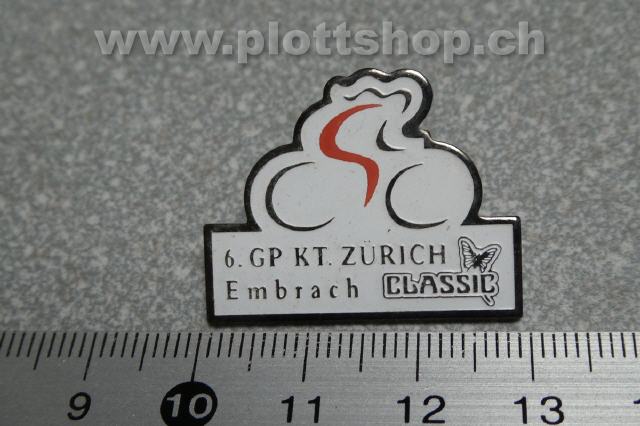 www.plottshop.ch
6. GP KT. ZÜRICH
Embrach CLASSIC
9 10 11 12 13